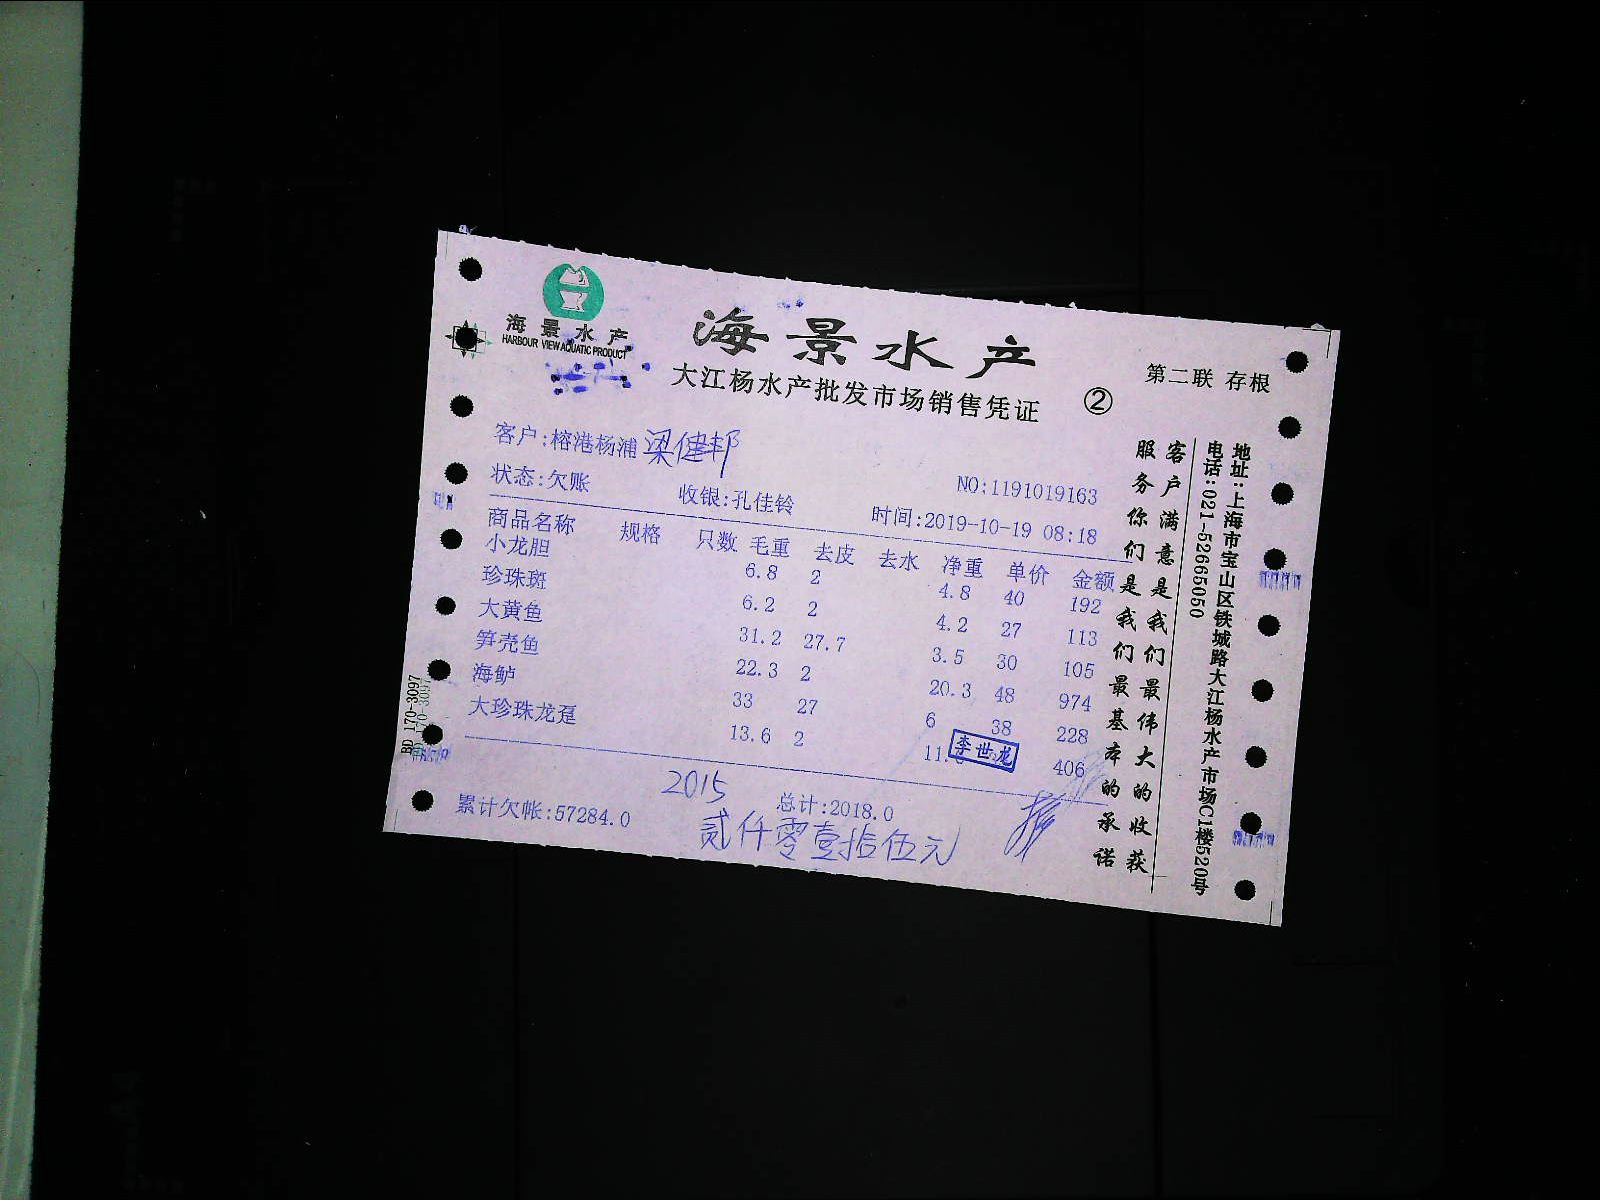 海景水产
HARBOUR VIEW AQUATIC PRODUCT
海景水产
大江杨水产批发市场销售凭证
②
第二联 存根
客户:榕港杨浦 梁健邦
状态:欠账 收银:孔佳铃 NO:1191019163
时间:2019-10-19 08:18
商品名称 规格 只数 毛重 去皮 去水 净重 单价 金额
小龙胆 6.8 2 4.8 40 192
珍珠斑 6.2 2 4.2 27 113
大黄鱼 31.2 27.7 3.5 30 105
笋壳鱼 22.3 2 20.3 48 974
海鲈 33 27 6 38 228
大珍珠龙趸 13.6 2 11. 406
李世龙
2015
累计欠帐:57284.0 总计:2018.0
贰仟零壹拾伍元
客户满意是我们最伟大的收获
服务你们是我们最基本的承诺
地址:上海市宝山区铁城路大江杨水产市场C1楼520号
电话:021-52665050
BD 170-3097